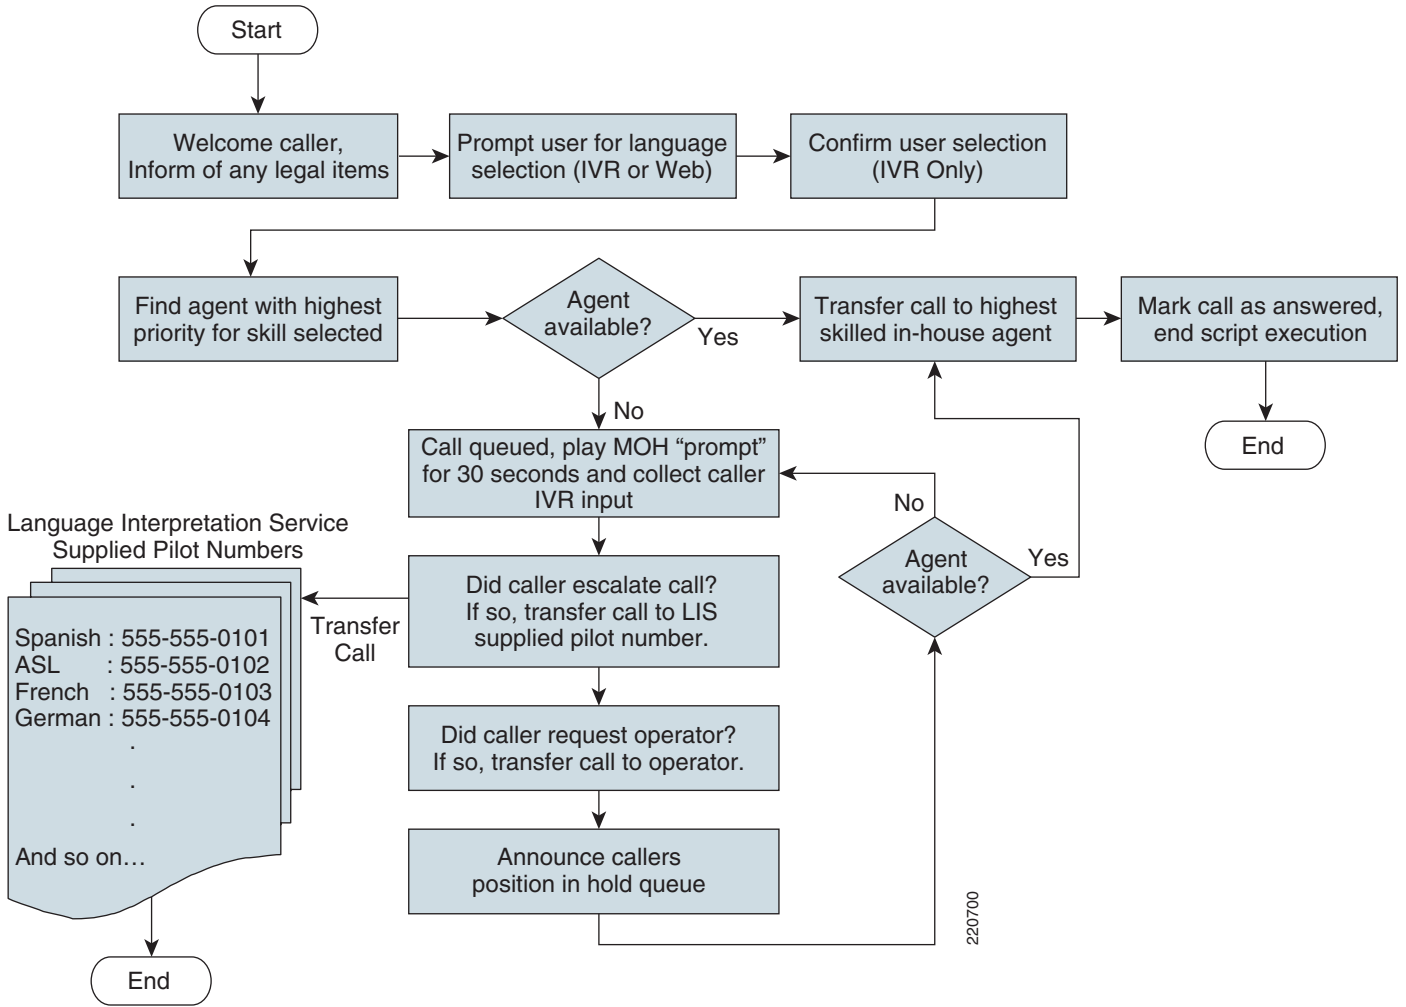 Start
Welcome caller,
Inform of any legal items
Prompt user for language
selection (IVR or Web)
Confirm user selection
(IVR Only)
Find agent with highest
priority for skill selected
Agent
available?
Yes
Transfer call to highest
skilled in-house agent
Mark call as answered,
end script execution
No
End
Call queued, play MOH “prompt”
for 30 seconds and collect caller
IVR input
No
Agent
available?
Yes
Language Interpretation Service
Supplied Pilot Numbers
Did caller escalate call?
If so, transfer call to LIS
supplied pilot number.
Transfer
Call
Spanish : 555-555-0101
ASL : 555-555-0102
French : 555-555-0103
German : 555-555-0104
.
.
.
And so on…
Did caller request operator?
If so, transfer call to operator.
Announce callers
position in hold queue
220700
End